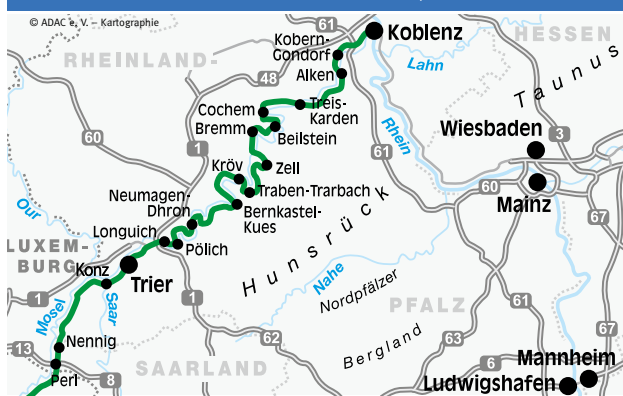 © ADAC e. V. – Kartographie
61
Koblenz
HESSEN
Kobern-
Gondorf
RHEINLAND-
48
Alken
Lahn
Taunus
Cochem
Treis-
Karden
Bremm
Beilstein
Rhein
Wiesbaden
3
60
1
61
Kröv
Zell
Mainz
60
67
Our
Neumagen-
Dhron
Traben-Trarbach
Bernkastel-
Kues
Hunsrück
Longuich
Pölich
LUXEM-
BURG
Konz
Trier
Nahe
Nordpfälzer
PFALZ
1
Mosel
Saar
1
61
67
62
63
Bergland
Nennig
13
Perl
8
SAARLAND
6
Mannheim
Ludwigshafen